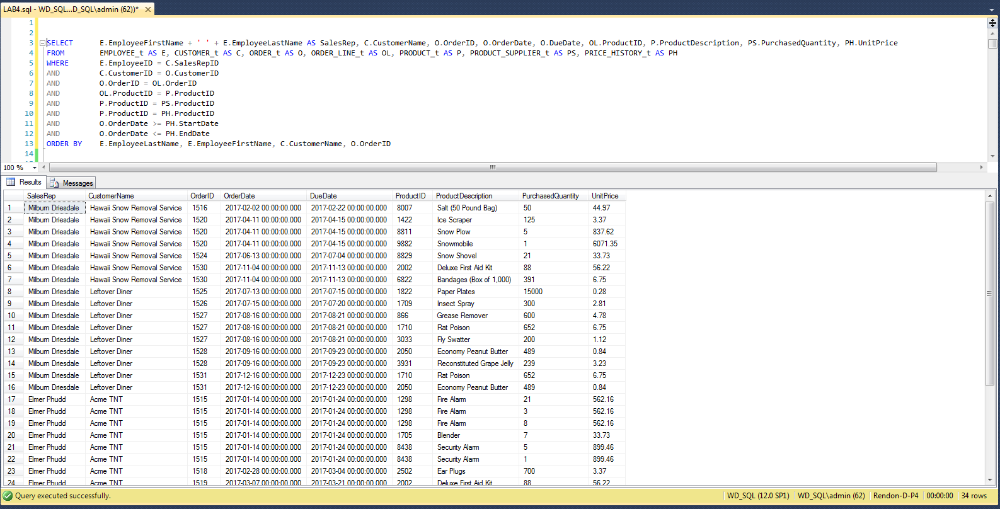 LAB4.sql - WD_SQL...D_SQL\admin (62))*
1
2
3 SELECT E.EmployeeFirstName + ' ' + E.EmployeeLastName AS SalesRep, C.CustomerName, O.OrderID, O.OrderDate, O.DueDate, OL.ProductID, P.ProductDescription, PS.PurchasedQuantity, PH.UnitPrice
4 FROM EMPLOYEE_t AS E, CUSTOMER_t AS C, ORDER_t AS O, ORDER_LINE_t AS OL, PRODUCT_t AS P, PRODUCT_SUPPLIER_t AS PS, PRICE_HISTORY_t AS PH
5 WHERE E.EmployeeID = C.SalesRepID
6 AND C.CustomerID = O.CustomerID
7 AND O.OrderID = OL.OrderID
8 AND OL.ProductID = P.ProductID
9 AND P.ProductID = PS.ProductID
10 AND P.ProductID = PH.ProductID
11 AND O.OrderDate >= PH.StartDate
12 AND O.OrderDate <= PH.EndDate
13 ORDER BY E.EmployeeLastName, E.EmployeeFirstName, C.CustomerName, O.OrderID
14
100 %
Results Messages
SalesRep CustomerName OrderID OrderDate DueDate ProductID ProductDescription PurchasedQuantity UnitPrice
1 Milburn Driesdale Hawaii Snow Removal Service 1516 2017-02-02 00:00:00.000 2017-02-22 00:00:00.000 8007 Salt (50 Pound Bag) 50 44.97
2 Milburn Driesdale Hawaii Snow Removal Service 1520 2017-04-11 00:00:00.000 2017-04-15 00:00:00.000 1422 Ice Scraper 125 3.37
3 Milburn Driesdale Hawaii Snow Removal Service 1520 2017-04-11 00:00:00.000 2017-04-15 00:00:00.000 8811 Snow Plow 5 837.62
4 Milburn Driesdale Hawaii Snow Removal Service 1520 2017-04-11 00:00:00.000 2017-04-15 00:00:00.000 9882 Snowmobile 1 6071.35
5 Milburn Driesdale Hawaii Snow Removal Service 1524 2017-06-13 00:00:00.000 2017-07-04 00:00:00.000 8829 Snow Shovel 21 33.73
6 Milburn Driesdale Hawaii Snow Removal Service 1530 2017-11-04 00:00:00.000 2017-11-13 00:00:00.000 2002 Deluxe First Aid Kit 88 56.22
7 Milburn Driesdale Hawaii Snow Removal Service 1530 2017-11-04 00:00:00.000 2017-11-13 00:00:00.000 6822 Bandages (Box of 1,000) 391 6.75
8 Milburn Driesdale Leftover Diner 1525 2017-07-13 00:00:00.000 2017-07-15 00:00:00.000 1822 Paper Plates 15000 0.28
9 Milburn Driesdale Leftover Diner 1526 2017-07-15 00:00:00.000 2017-07-20 00:00:00.000 1709 Insect Spray 300 2.81
10 Milburn Driesdale Leftover Diner 1527 2017-08-16 00:00:00.000 2017-08-21 00:00:00.000 866 Grease Remover 600 4.78
11 Milburn Driesdale Leftover Diner 1527 2017-08-16 00:00:00.000 2017-08-21 00:00:00.000 1710 Rat Poison 652 6.75
12 Milburn Driesdale Leftover Diner 1527 2017-08-16 00:00:00.000 2017-08-21 00:00:00.000 3033 Fly Swatter 200 1.12
13 Milburn Driesdale Leftover Diner 1528 2017-09-16 00:00:00.000 2017-09-23 00:00:00.000 2050 Economy Peanut Butter 489 0.84
14 Milburn Driesdale Leftover Diner 1528 2017-09-16 00:00:00.000 2017-09-23 00:00:00.000 3931 Reconstituted Grape Jelly 239 3.23
15 Milburn Driesdale Leftover Diner 1531 2017-12-16 00:00:00.000 2017-12-23 00:00:00.000 1710 Rat Poison 652 6.75
16 Milburn Driesdale Leftover Diner 1531 2017-12-16 00:00:00.000 2017-12-23 00:00:00.000 2050 Economy Peanut Butter 489 0.84
17 Elmer Phudd Acme TNT 1515 2017-01-14 00:00:00.000 2017-01-24 00:00:00.000 1298 Fire Alarm 21 562.16
18 Elmer Phudd Acme TNT 1515 2017-01-14 00:00:00.000 2017-01-24 00:00:00.000 1298 Fire Alarm 3 562.16
19 Elmer Phudd Acme TNT 1515 2017-01-14 00:00:00.000 2017-01-24 00:00:00.000 1298 Fire Alarm 8 562.16
20 Elmer Phudd Acme TNT 1515 2017-01-14 00:00:00.000 2017-01-24 00:00:00.000 1705 Blender 7 33.73
21 Elmer Phudd Acme TNT 1515 2017-01-14 00:00:00.000 2017-01-24 00:00:00.000 8438 Security Alarm 5 899.46
22 Elmer Phudd Acme TNT 1515 2017-01-14 00:00:00.000 2017-01-24 00:00:00.000 8438 Security Alarm 1 899.46
23 Elmer Phudd Acme TNT 1518 2017-02-28 00:00:00.000 2017-03-04 00:00:00.000 2502 Ear Plugs 700 3.37
24 Elmer Phudd Acme TNT 1519 2017-03-07 00:00:00.000 2017-03-21 00:00:00.000 2002 Deluxe First Aid Kit 88 56.22
Query executed successfully. WD_SQL (12.0 SP1) WD_SQL\admin (62) Rendon-D-P4 00:00:00 34 rows